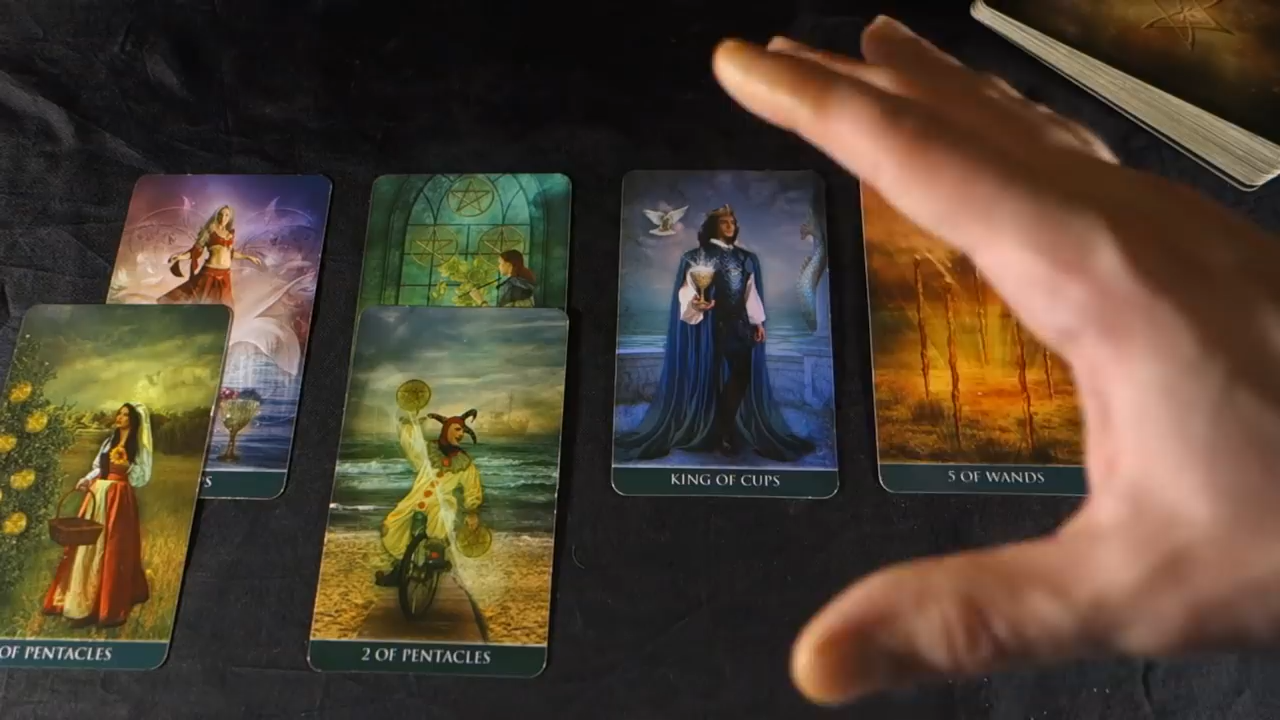 KING OF CUPS
5 OF WANDS
OF PENTACLES
2 OF PENTACLES